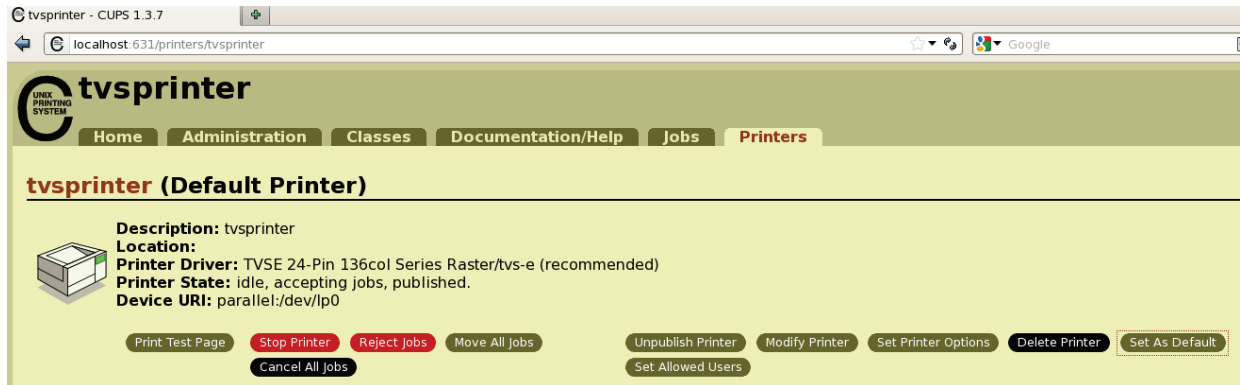 tvsprinter - CUPS 1.3.7
localhost:631/printers/tvsprinter
Google
UNIX
PRINTING
SYSTEM
tvsprinter
Home Administration Classes Documentation/Help Jobs Printers
tvsprinter (Default Printer)
Description: tvsprinter
Location:
Printer Driver: TVSE 24-Pin 136col Series Raster/tvs-e (recommended)
Printer State: idle, accepting jobs, published.
Device URI: parallel:/dev/lp0
Print Test Page Stop Printer Reject Jobs Move All Jobs Unpublish Printer Modify Printer Set Printer Options Delete Printer Set As Default
Cancel All Jobs Set Allowed Users